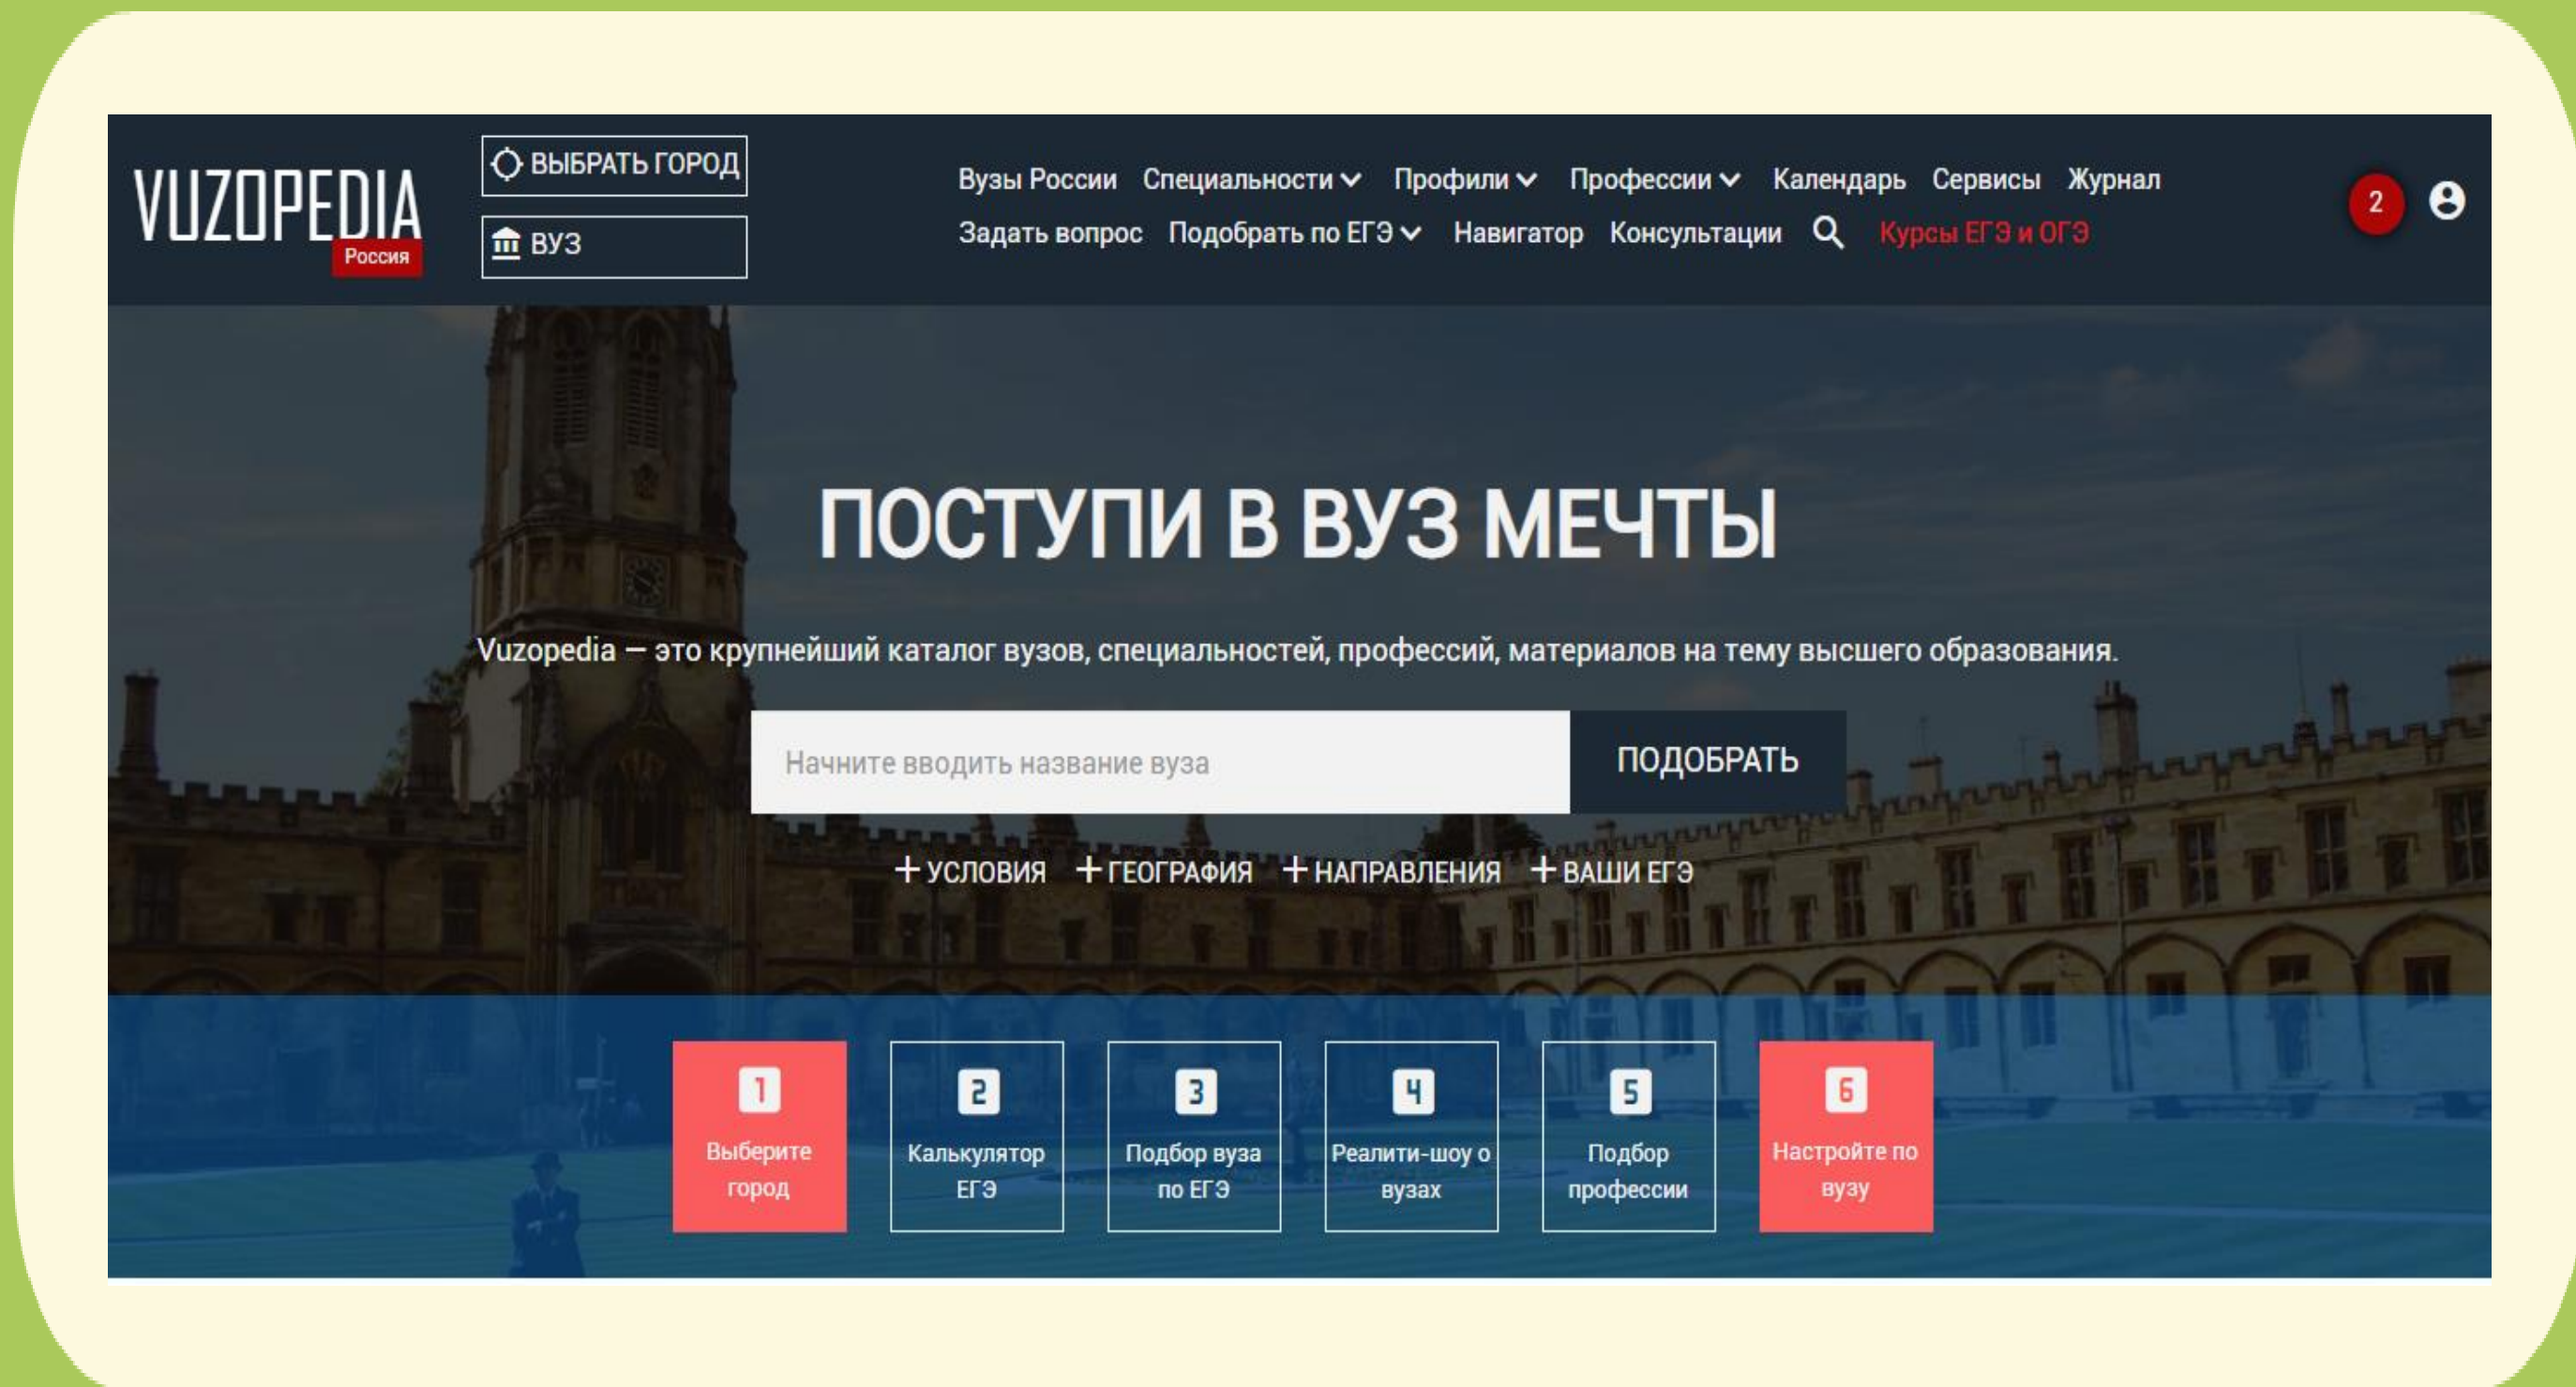 VUZOPEDIA
Россия
ВЫБРАТЬ ГОРОД
ВУЗ
Вузы России Специальности Профили Профессии Календарь Сервисы Журнал
Задать вопрос Подобрать по ЕГЭ Навигатор Консультации Курсы ЕГЭ и ОГЭ
2
ПОСТУПИ В ВУЗ МЕЧТЫ
Vuzopedia — это крупнейший каталог вузов, специальностей, профессий, материалов на тему высшего образования.
Начните вводить название вуза
ПОДОБРАТЬ
+ УСЛОВИЯ + ГЕОГРАФИЯ + НАПРАВЛЕНИЯ + ВАШИ ЕГЭ
1
Выберите
город
2
Калькулятор
ЕГЭ
3
Подбор вуза
по ЕГЭ
4
Реалити-шоу о
вузах
5
Подбор
профессии
6
Настройте по
вузу